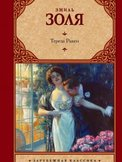 ЭМИЛЬ
ЗОЛЯ
Тереза Ракен
ЗАРУБЕЖНАЯ КЛАССИКА